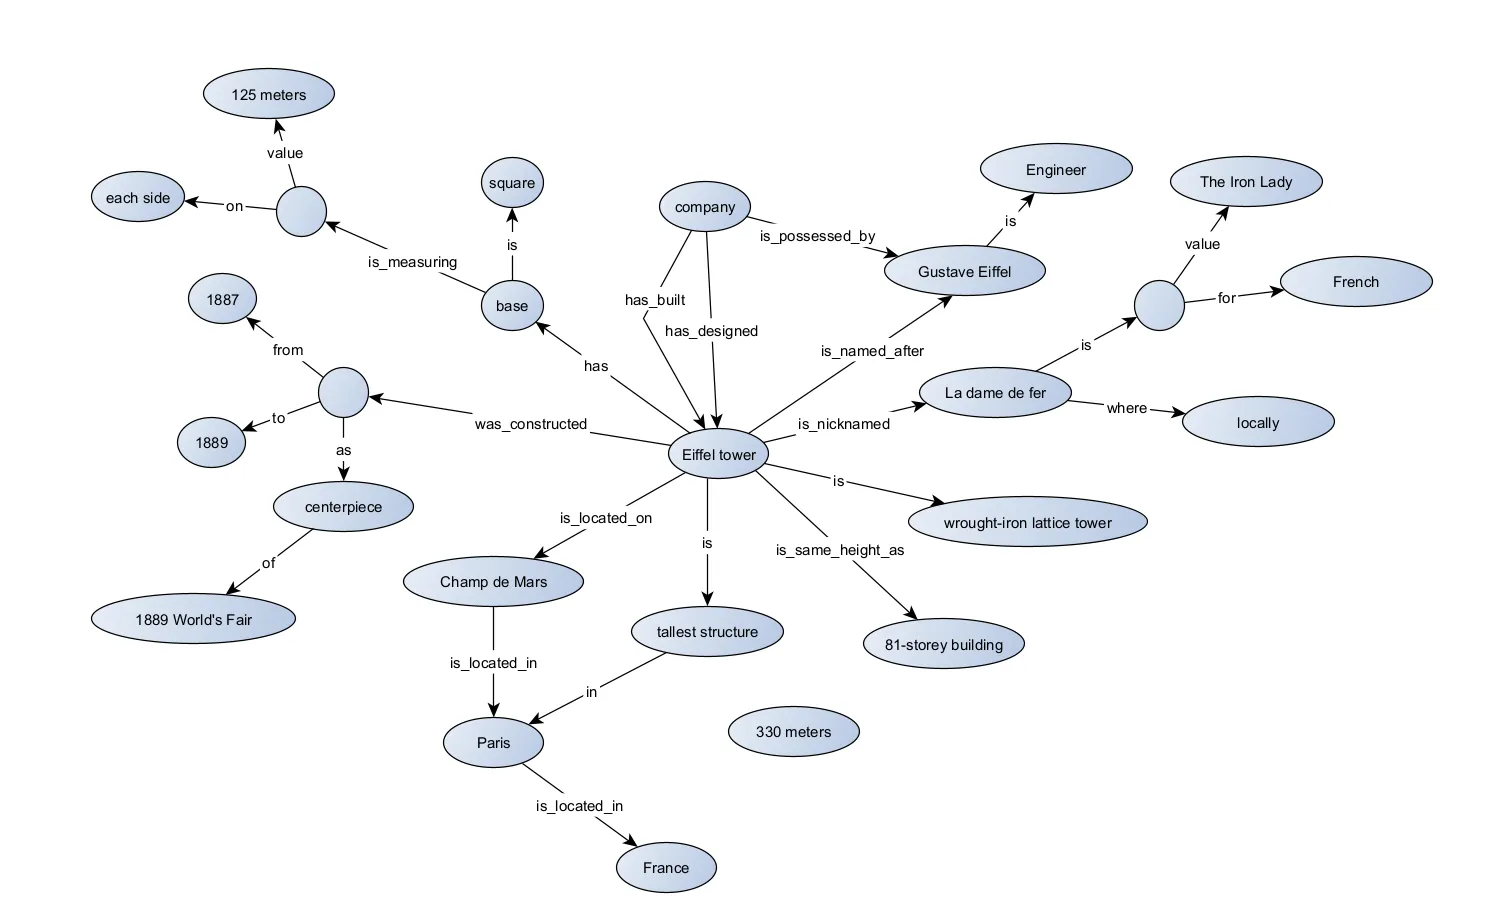 125 meters
value
each side
on
square
is
is_measuring
base
has
1887
from
1889
to
as
was_constructed
centerpiece
of
1889 World's Fair
company
is_possessed_by
has_built
has_designed
Engineer
is
Gustave Eiffel
is_named_after
The Iron Lady
value
French
for
is
La dame de fer
where
locally
is_nicknamed
Eiffel tower
is
wrought-iron lattice tower
is_located_on
is
is_same_height_as
Champ de Mars
tallest structure
81-storey building
is_located_in
in
330 meters
Paris
is_located_in
France